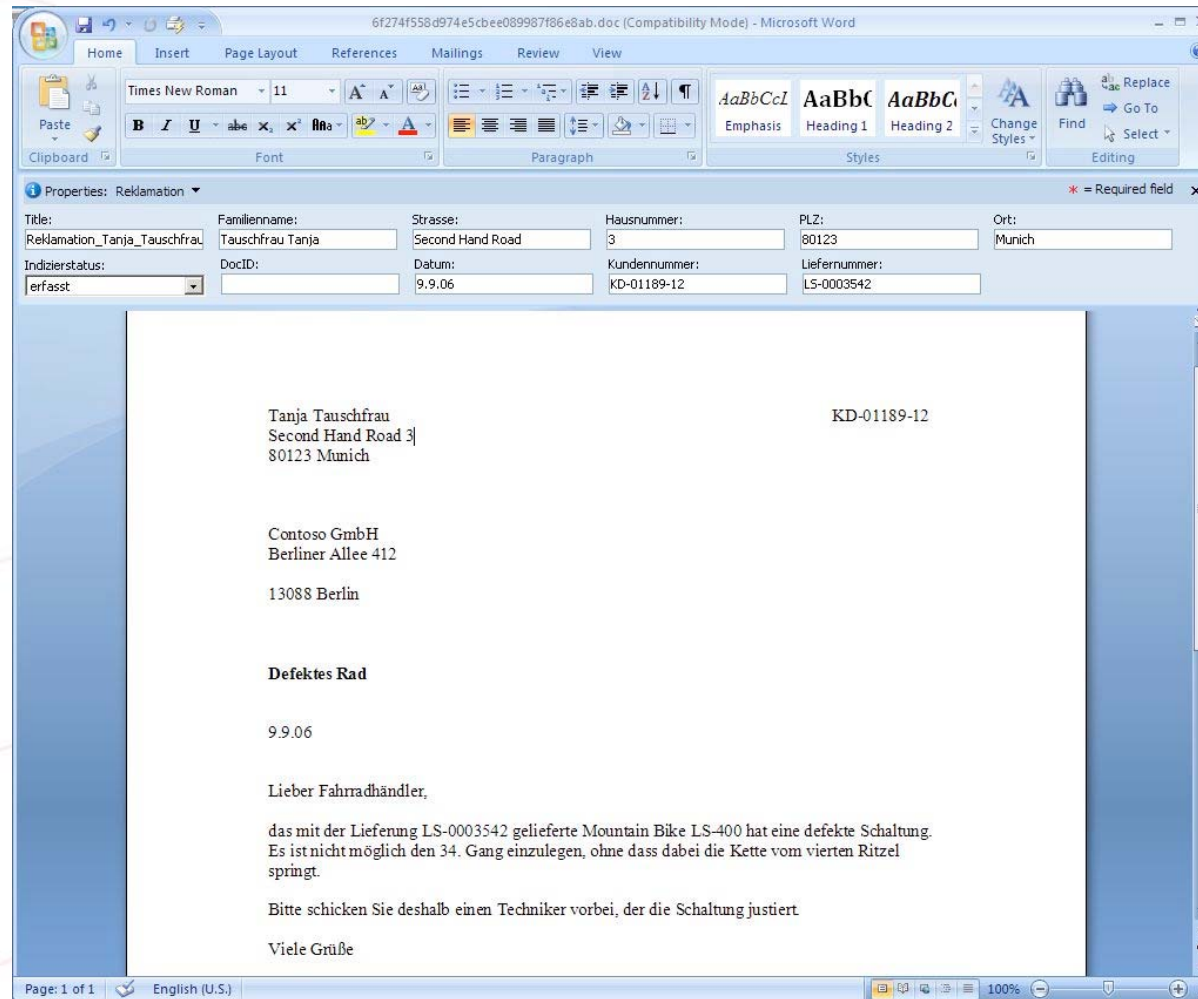 6f274f558d974e5cbee089987f86e8ab.doc (Compatibility Mode) - Microsoft Word
Home Insert Page Layout References Mailings Review View
Paste
Times New Roman 11
B I U abc x₂ x² Aa ab A
AaBbCcI AaBbC AaBbCc
Emphasis Heading 1 Heading 2
Change Styles
Find
Replace
Go To
Select
Clipboard Font Paragraph Styles Editing
Properties: Reklamation
* = Required field
Title: Familienname: Strasse: Hausnummer: PLZ: Ort:
Reklamation_Tanja_Tauschfrau Tauschfrau Tanja Second Hand Road 3 80123 Munich
Indizierstatus: DocID: Datum: Kundennummer: Liefernummer:
erfasst 9.9.06 KD-01189-12 LS-0003542
Tanja Tauschfrau KD-01189-12
Second Hand Road 3
80123 Munich
Contoso GmbH
Berliner Allee 412
13088 Berlin
Defektes Rad
9.9.06
Lieber Fahrradhändler,
das mit der Lieferung LS-0003542 gelieferte Mountain Bike LS-400 hat eine defekte Schaltung.
Es ist nicht möglich den 34. Gang einzulegen, ohne dass dabei die Kette vom vierten Ritzel
springt.
Bitte schicken Sie deshalb einen Techniker vorbei, der die Schaltung justiert.
Viele Grüße
Page: 1 of 1 English (U.S.) 100%